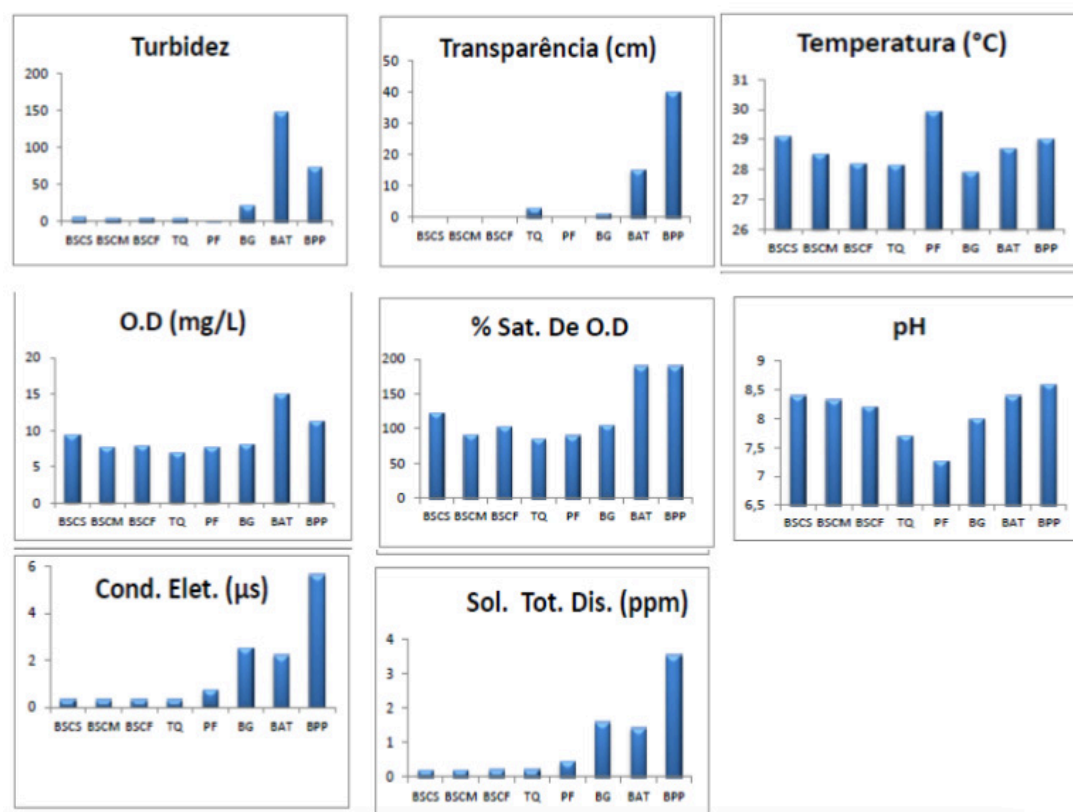 Turbidez
200
150
100
50
0
BSCS BSCM BSCF TQ PF BG BAT BPP
Transparência (cm)
50
40
30
20
10
0
BSCS BSCM BSCF TQ PF BG BAT BPP
Temperatura (°C)
31
30
29
28
27
26
BSCS BSCM BSCF TQ PF BG BAT BPP
O.D (mg/L)
20
15
10
5
0
BSCS BSCM BSCF TQ PF BG BAT BPP
% Sat. De O.D
200
150
100
50
0
BSCS BSCM BSCF TQ PF BG BAT BPP
pH
9
8,5
8
7,5
7
6,5
BSCS BSCM BSCF TQ PF BG BAT BPP
Cond. Elet. (µs)
6
4
2
0
BSCS BSCM BSCF TQ PF BG BAT BPP
Sol. Tot. Dis. (ppm)
4
3
2
1
0
BSCS BSCM BSCF TQ PF BG BAT BPP